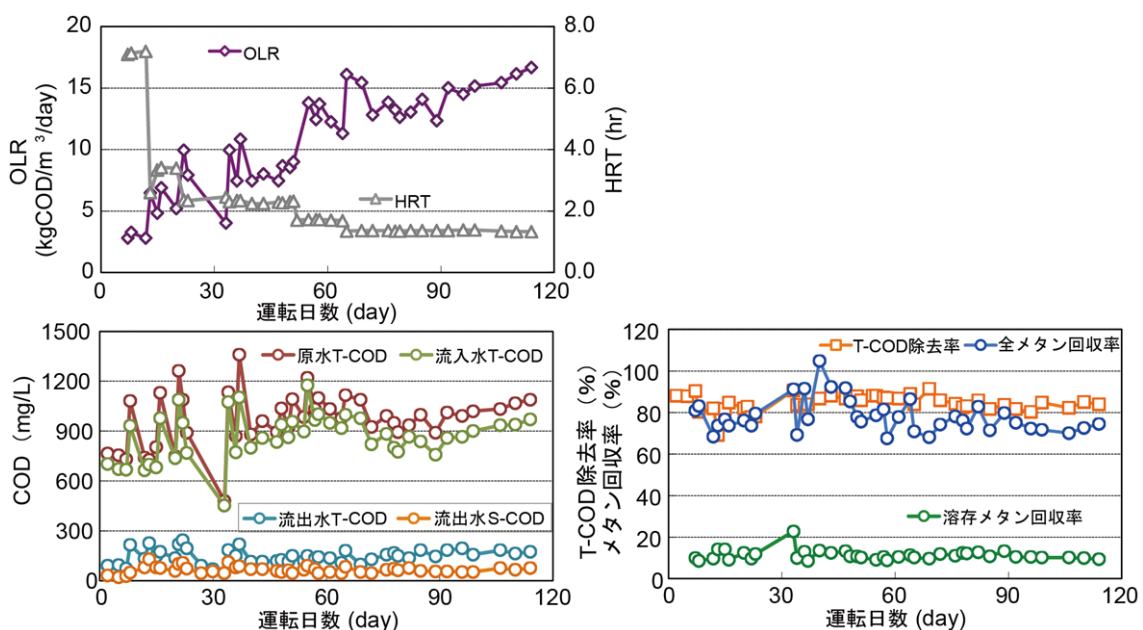 20
15
10
5
0
OLR
(kgCOD/m³/day)
OLR
HRT
8.0
6.0
4.0
2.0
0.0
HRT (hr)
0 30 60 90 120
運転日数 (day)
1500
1200
900
600
300
0
COD (mg/L)
原水T-COD 流入水T-COD
流出水T-COD 流出水S-COD
0 30 60 90 120
運転日数 (day)
120
100
80
60
40
20
0
T-COD除去率 (%)
メタン回収率 (%)
T-COD除去率 全メタン回収率
溶存メタン回収率
0 30 60 90 120
運転日数 (day)